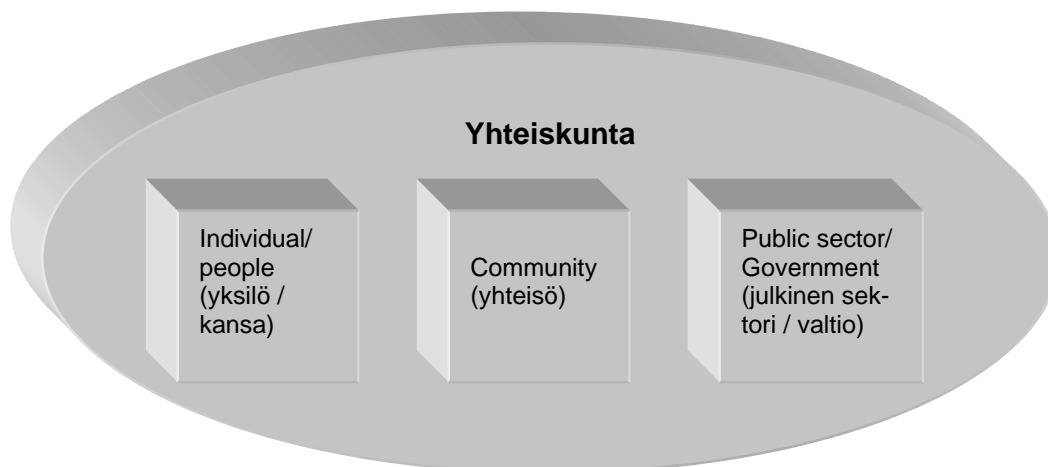 Yhteiskunta
Individual/
people
(yksilö /
kansa)
Community
(yhteisö)
Public sector/
Government
(julkinen sek-
tori / valtio)